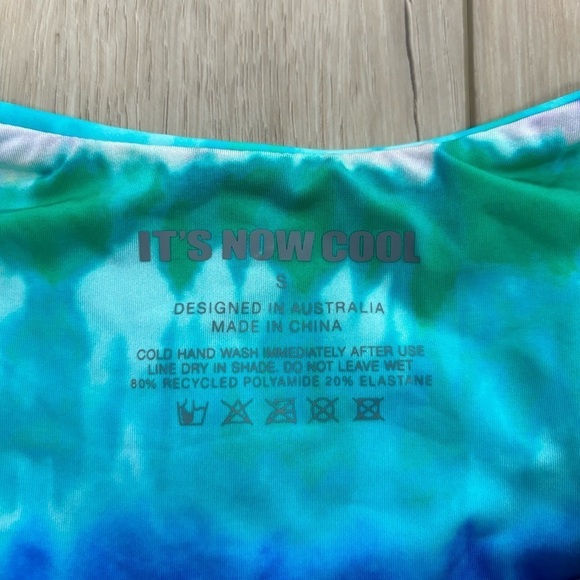 IT'S NOW COOL
S
DESIGNED IN AUSTRALIA
MADE IN CHINA
COLD HAND WASH IMMEDIATELY AFTER USE
LINE DRY IN SHADE. DO NOT LEAVE WET
80% RECYCLED POLYAMIDE 20% ELASTANE